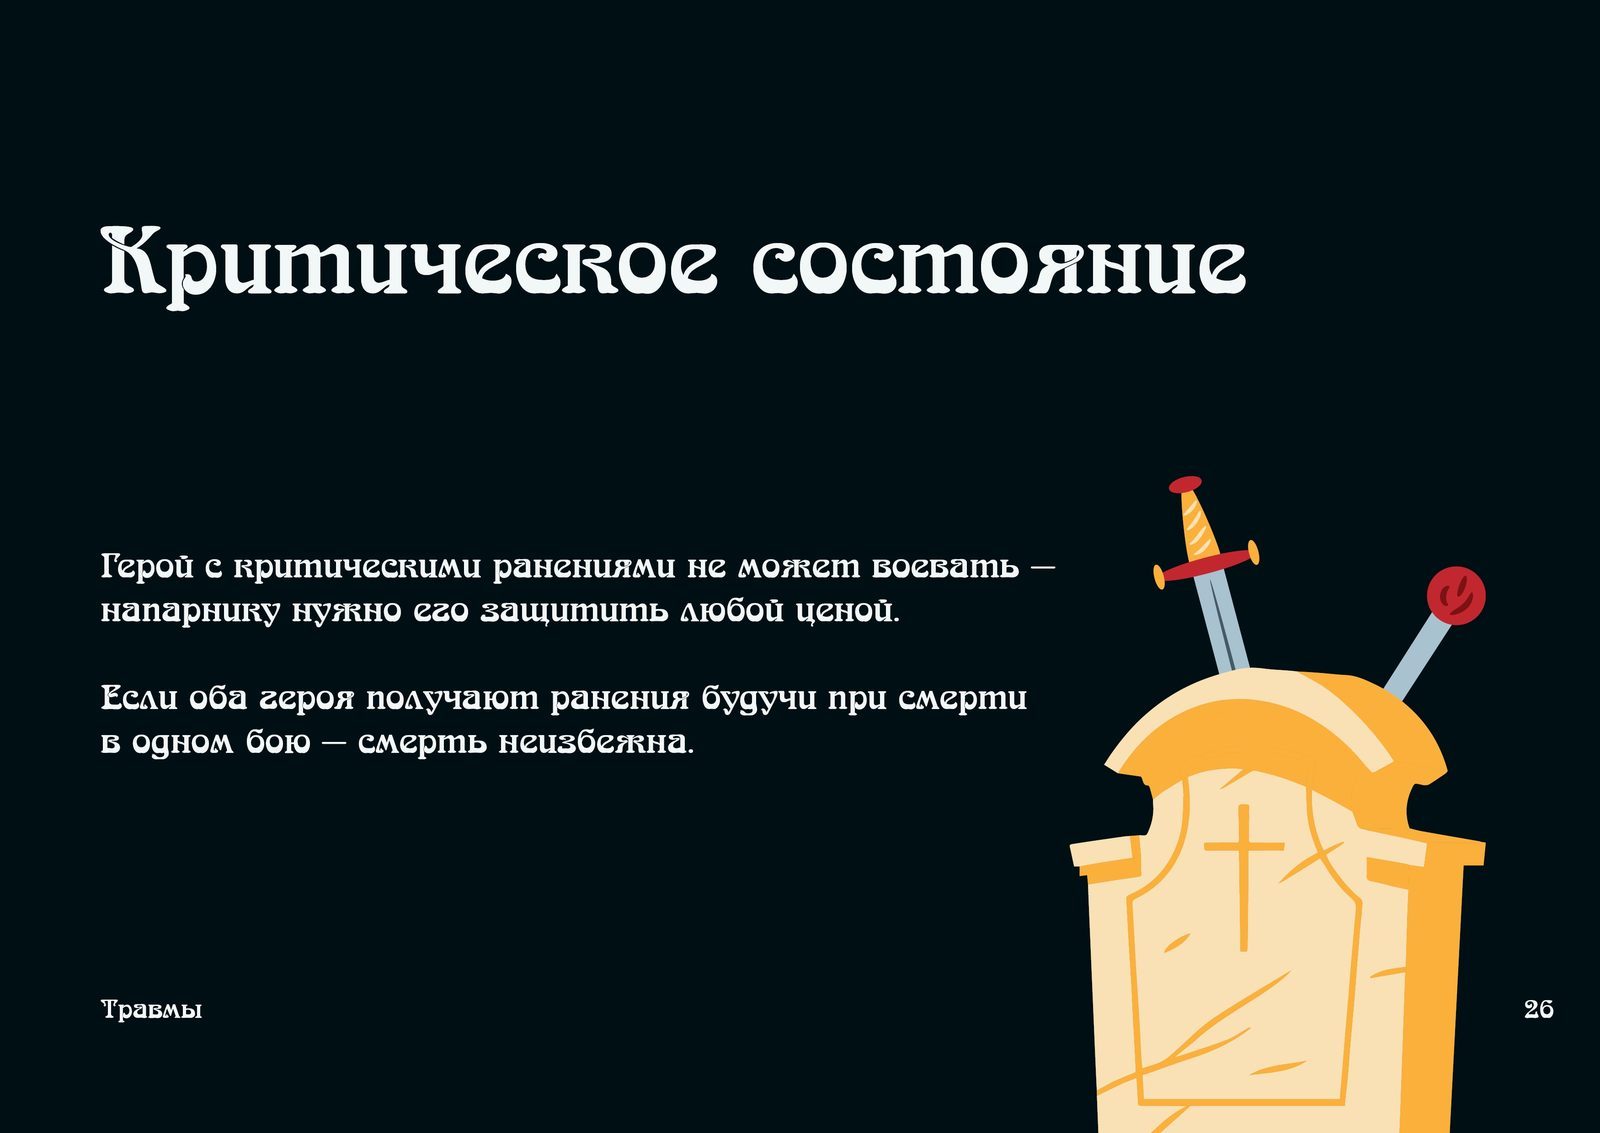 Критическое состояние
Герой с критическими ранениями не может воевать —
напарнику нужно его защитить любой ценой.
Если оба героя получают ранения будучи при смерти
в одном бою — смерть неизбежна.
Травмы
26